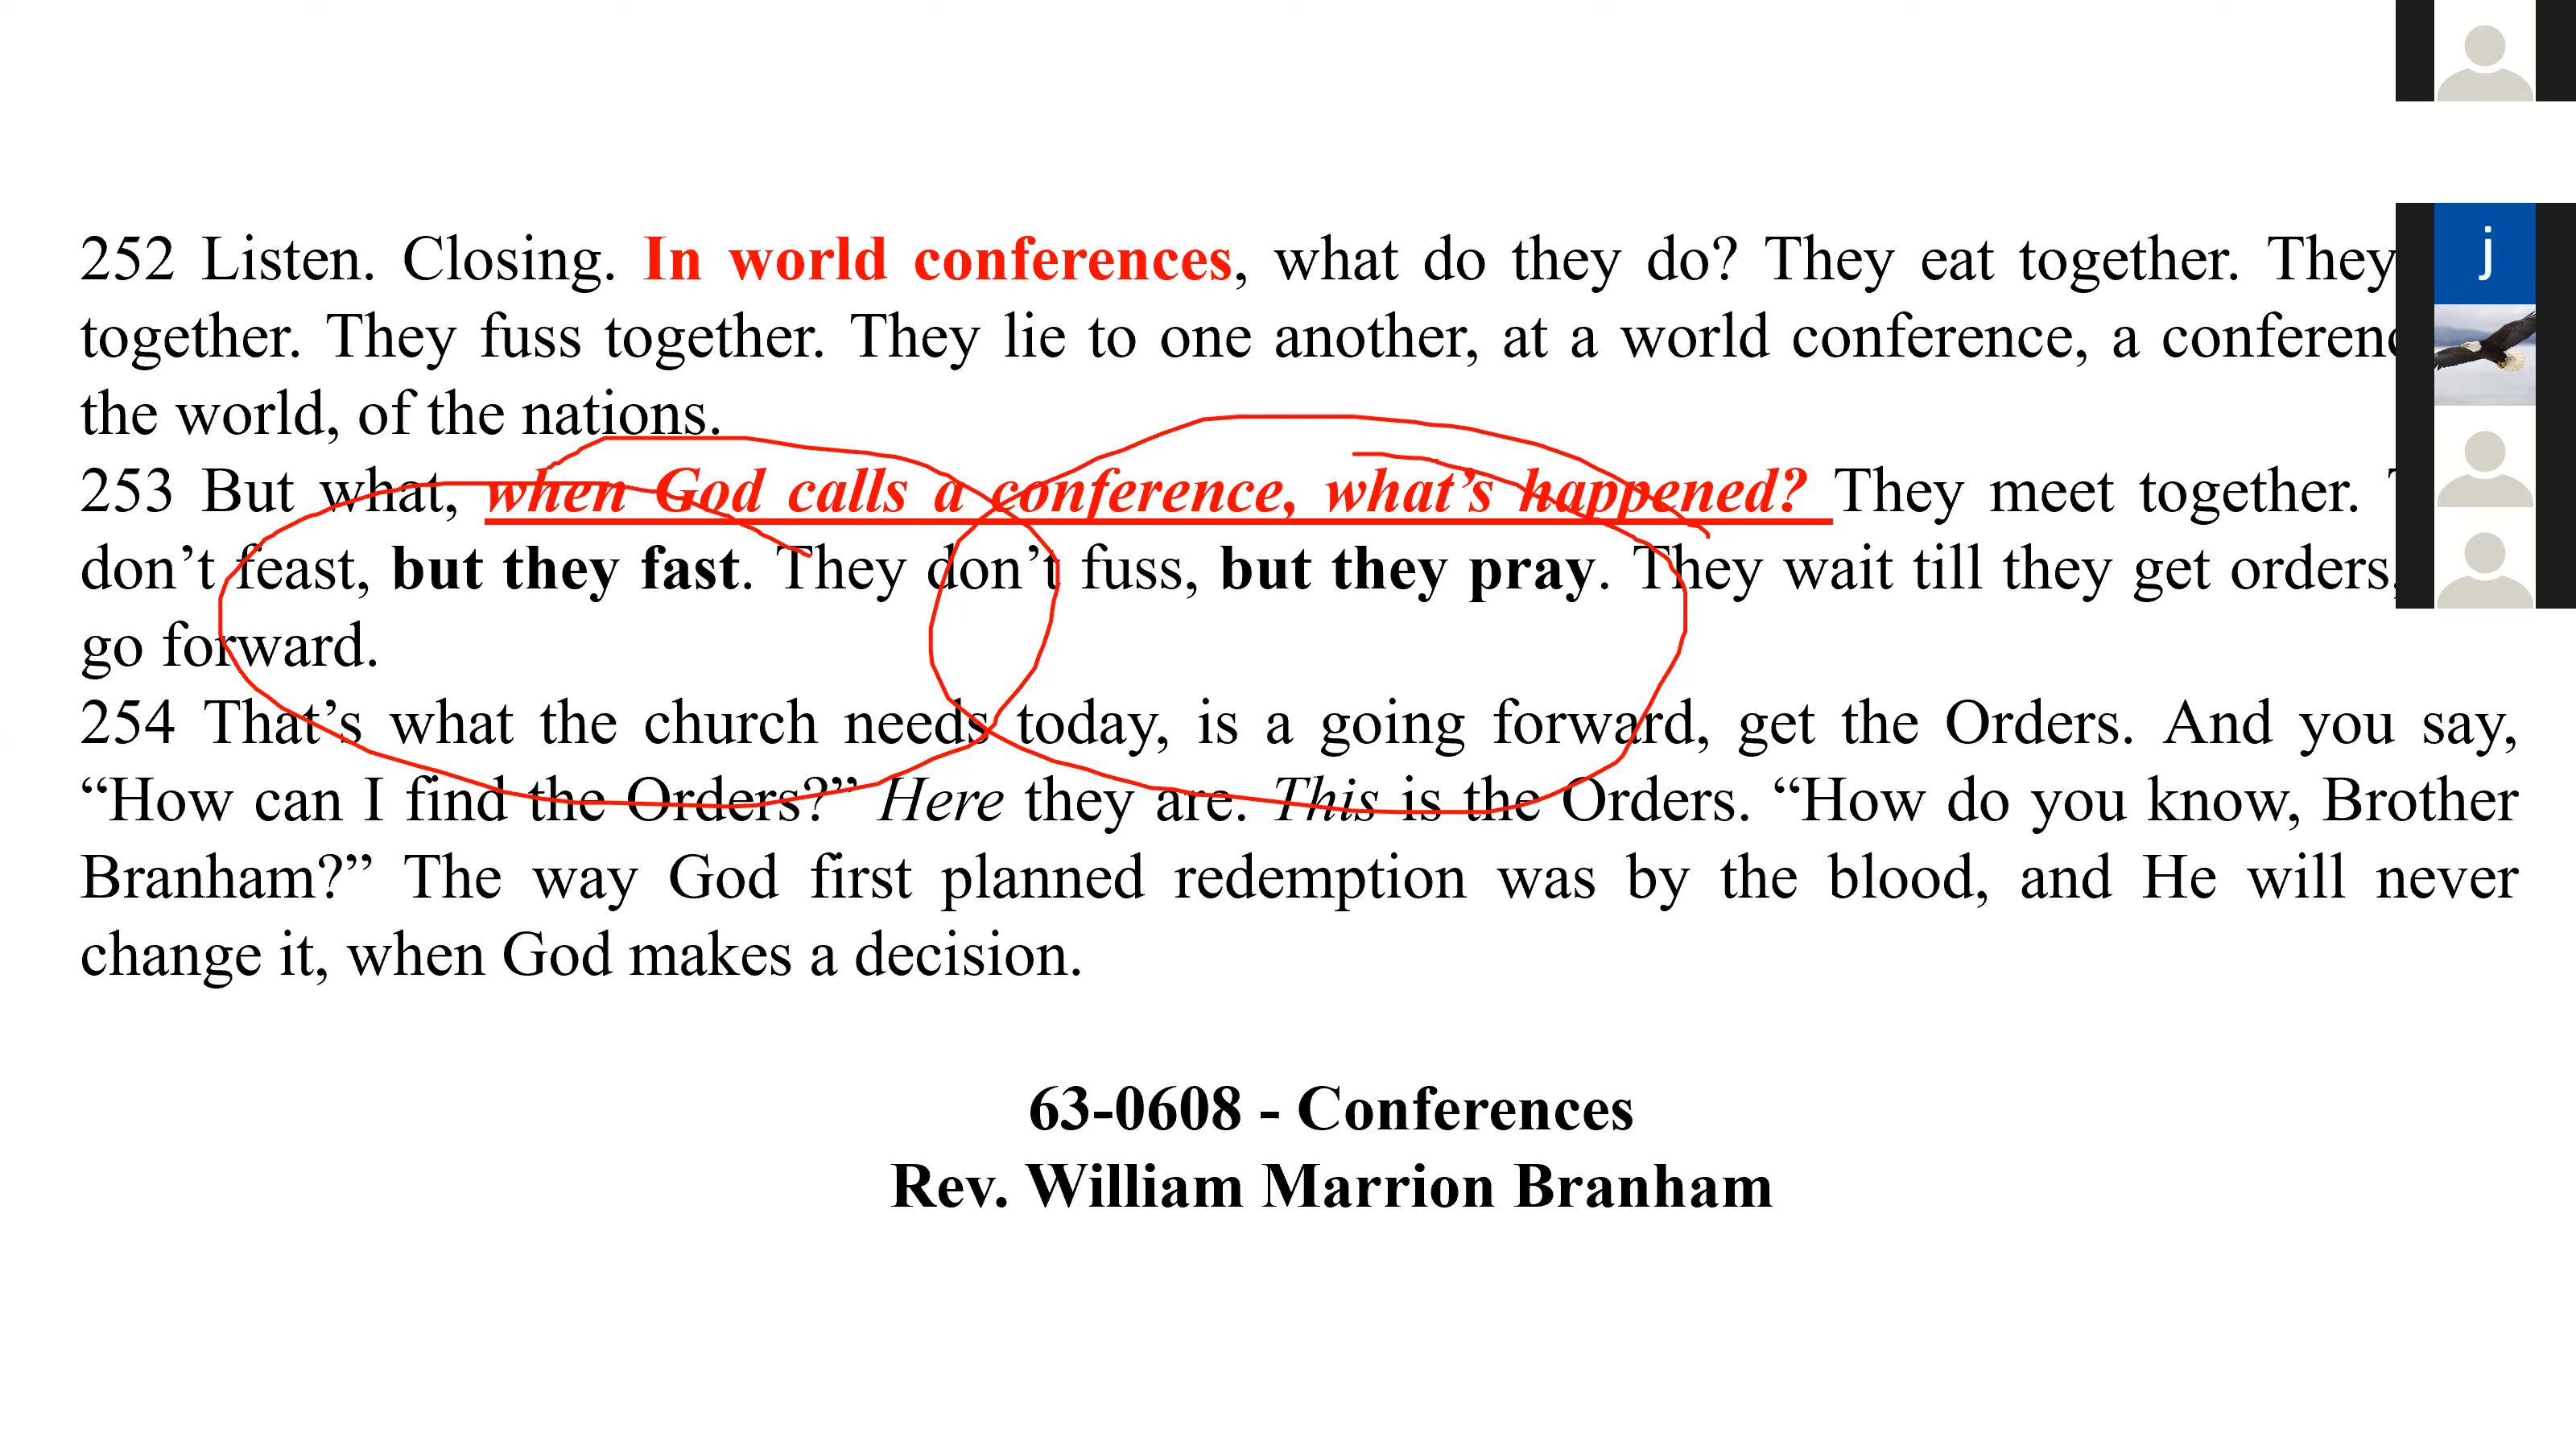 252 Listen. Closing. In world conferences, what do they do? They eat together. They
j
together. They fuss together. They lie to one another, at a world conference, a conferenc
the world, of the nations.
253 But what, when God calls a conference, what’s happened? They meet together.
don’t feast, but they fast. They don’t fuss, but they pray. They wait till they get orders,
go forward.
254 That’s what the church needs today, is a going forward, get the Orders. And you say,
“How can I find the Orders?” Here they are. This is the Orders. “How do you know, Brother
Branham?” The way God first planned redemption was by the blood, and He will never
change it, when God makes a decision.
63-0608 - Conferences
Rev. William Marrion Branham